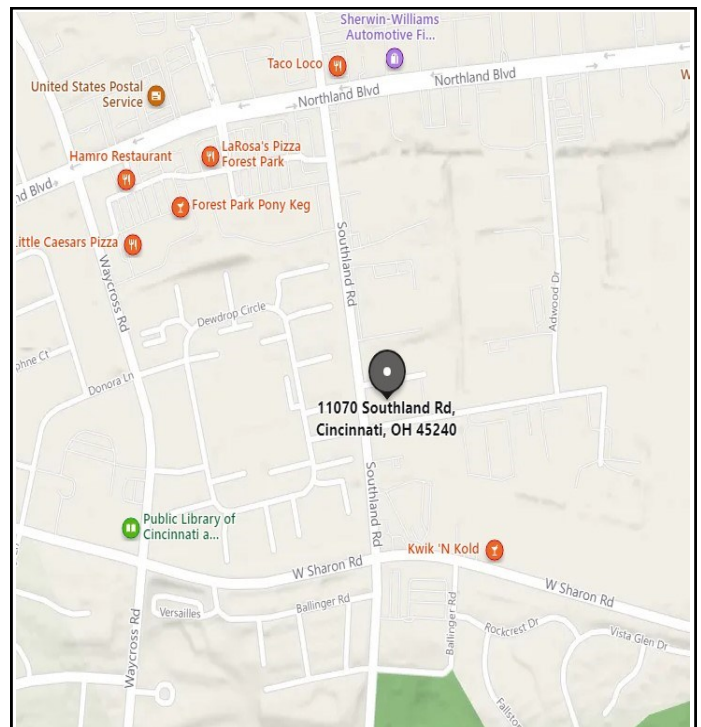 Sherwin-Williams
Automotive Fi...
Taco Loco
United States Postal
Service
Northland Blvd
Northland Blvd
W
LaRosa's Pizza
Forest Park
Hamro Restaurant
nd Blvd
Forest Park Pony Keg
Little Caesars Pizza
Southland Rd
Waycross Rd
Adwood Dr
Dewdrop Circle
phne Ct
Donora Ln
11070 Southland Rd,
Cincinnati, OH 45240
Southland Rd
Public Library of
Cincinnati a...
Kwik 'N Kold
W Sharon Rd
W Sharon Rd
Versailles
Ballinger Rd
Ballinger Rd
Rockcrest Dr
Vista Glen Dr
Waycross Rd
Fallsto